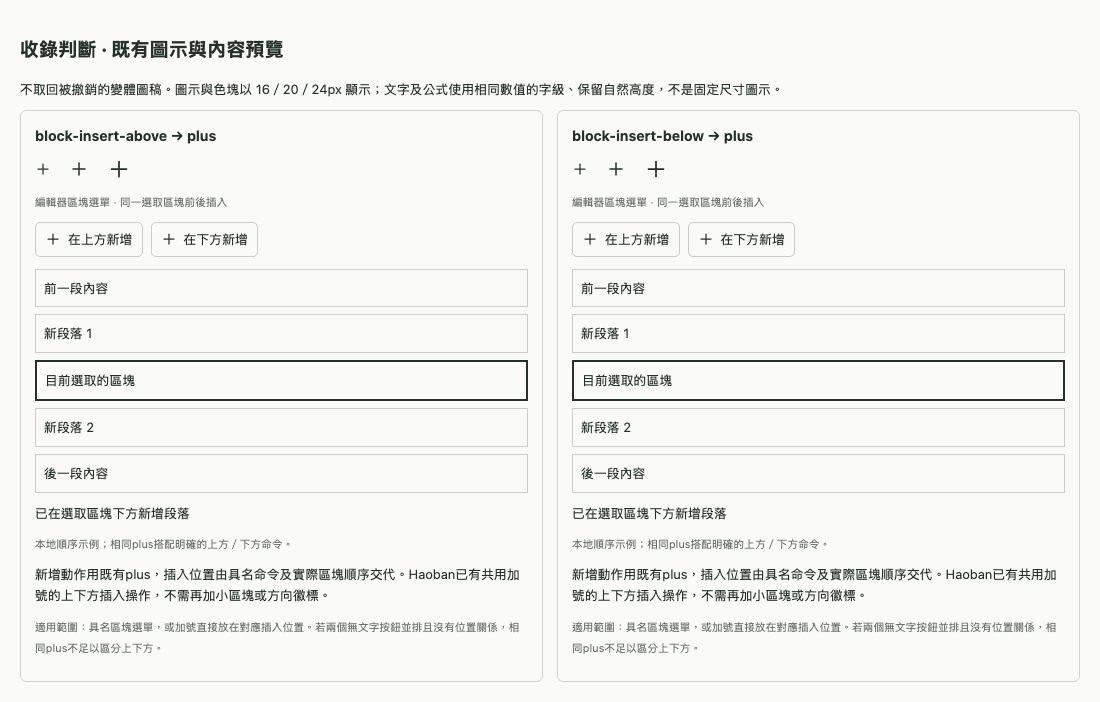 收錄判斷 · 既有圖示與內容預覽
不取回被撤銷的變體圖稿。圖示與色塊以 16 / 20 / 24px 顯示；文字及公式使用相同數值的字級、保留自然高度，不是固定尺寸圖示。
block-insert-above → plus
編輯器區塊選單 · 同一選取區塊前後插入
在上方新增
在下方新增
前一段內容
新段落 1
目前選取的區塊
新段落 2
後一段內容
已在選取區塊下方新增段落
本地順序示例；相同plus搭配明確的上方 / 下方命令。
新增動作用既有plus，插入位置由具名命令及實際區塊順序交代。Haoban已有共用加
號的上下方插入操作，不需再加小區塊或方向徽標。
適用範圍：具名區塊選單，或加號直接放在對應插入位置。若兩個無文字按鈕並排且沒有位置關係，相
同plus不足以區分上下方。
block-insert-below → plus
編輯器區塊選單 · 同一選取區塊前後插入
在上方新增
在下方新增
前一段內容
新段落 1
目前選取的區塊
新段落 2
後一段內容
已在選取區塊下方新增段落
本地順序示例；相同plus搭配明確的上方 / 下方命令。
新增動作用既有plus，插入位置由具名命令及實際區塊順序交代。Haoban已有共用加
號的上下方插入操作，不需再加小區塊或方向徽標。
適用範圍：具名區塊選單，或加號直接放在對應插入位置。若兩個無文字按鈕並排且沒有位置關係，相
同plus不足以區分上下方。